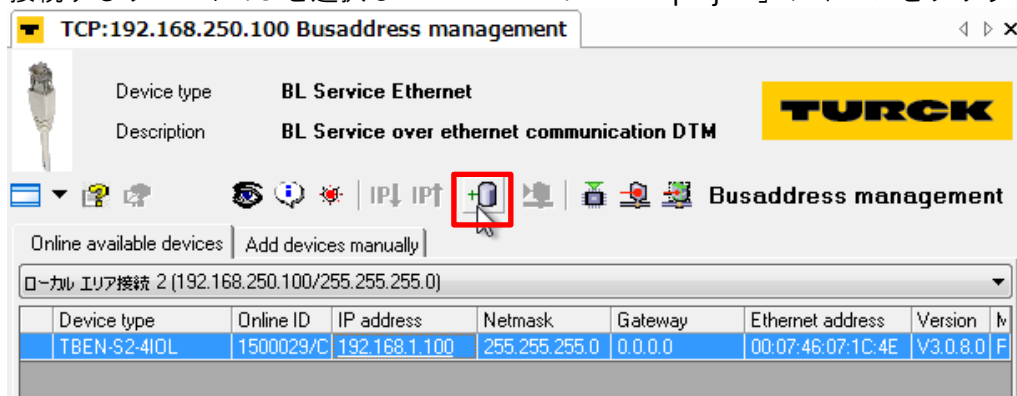 TCP:192.168.250.100 Busaddress management
Device type BL Service Ethernet
Description BL Service over ethernet communication DTM
TURCK
IP IP Busaddress management
Online available devices Add devices manually
ローカル エリア接続 2 (192.168.250.100/255.255.255.0)
Device type Online ID IP address Netmask Gateway Ethernet address Version
TBEN-S2-4IOL 1500029/C 192.168.1.100 255.255.255.0 0.0.0.0 00:07:46:07:1C:4E V3.0.8.0 F